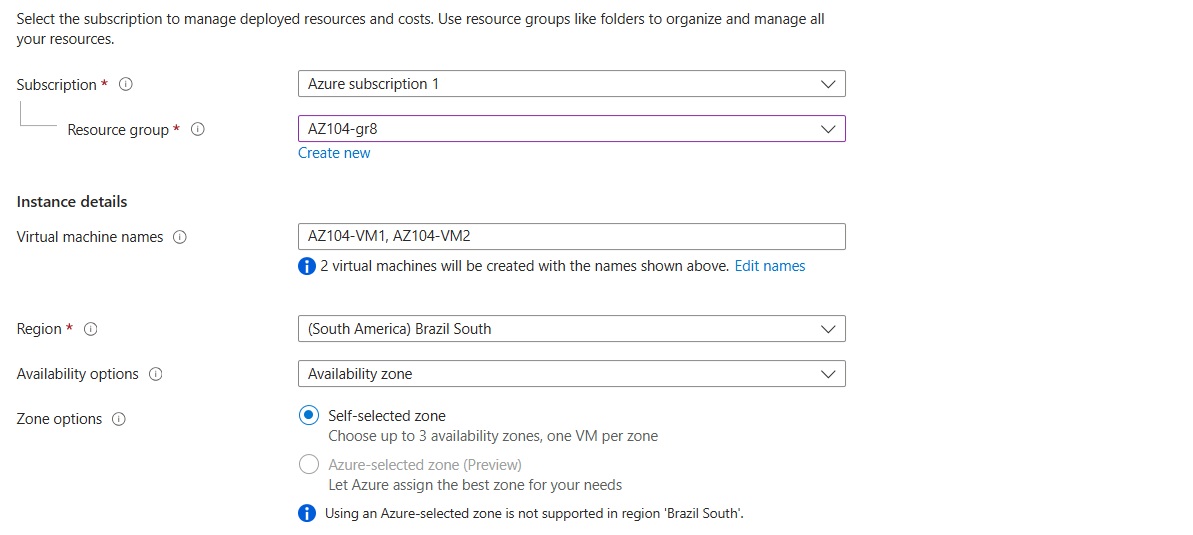 Select the subscription to manage deployed resources and costs. Use resource groups like folders to organize and manage all
your resources.
Subscription *
Azure subscription 1
Resource group *
AZ104-gr8
Create new
Instance details
Virtual machine names
AZ104-VM1, AZ104-VM2
2 virtual machines will be created with the names shown above. Edit names
Region *
(South America) Brazil South
Availability options
Availability zone
Zone options
Self-selected zone
Choose up to 3 availability zones, one VM per zone
Azure-selected zone (Preview)
Let Azure assign the best zone for your needs
Using an Azure-selected zone is not supported in region 'Brazil South'.